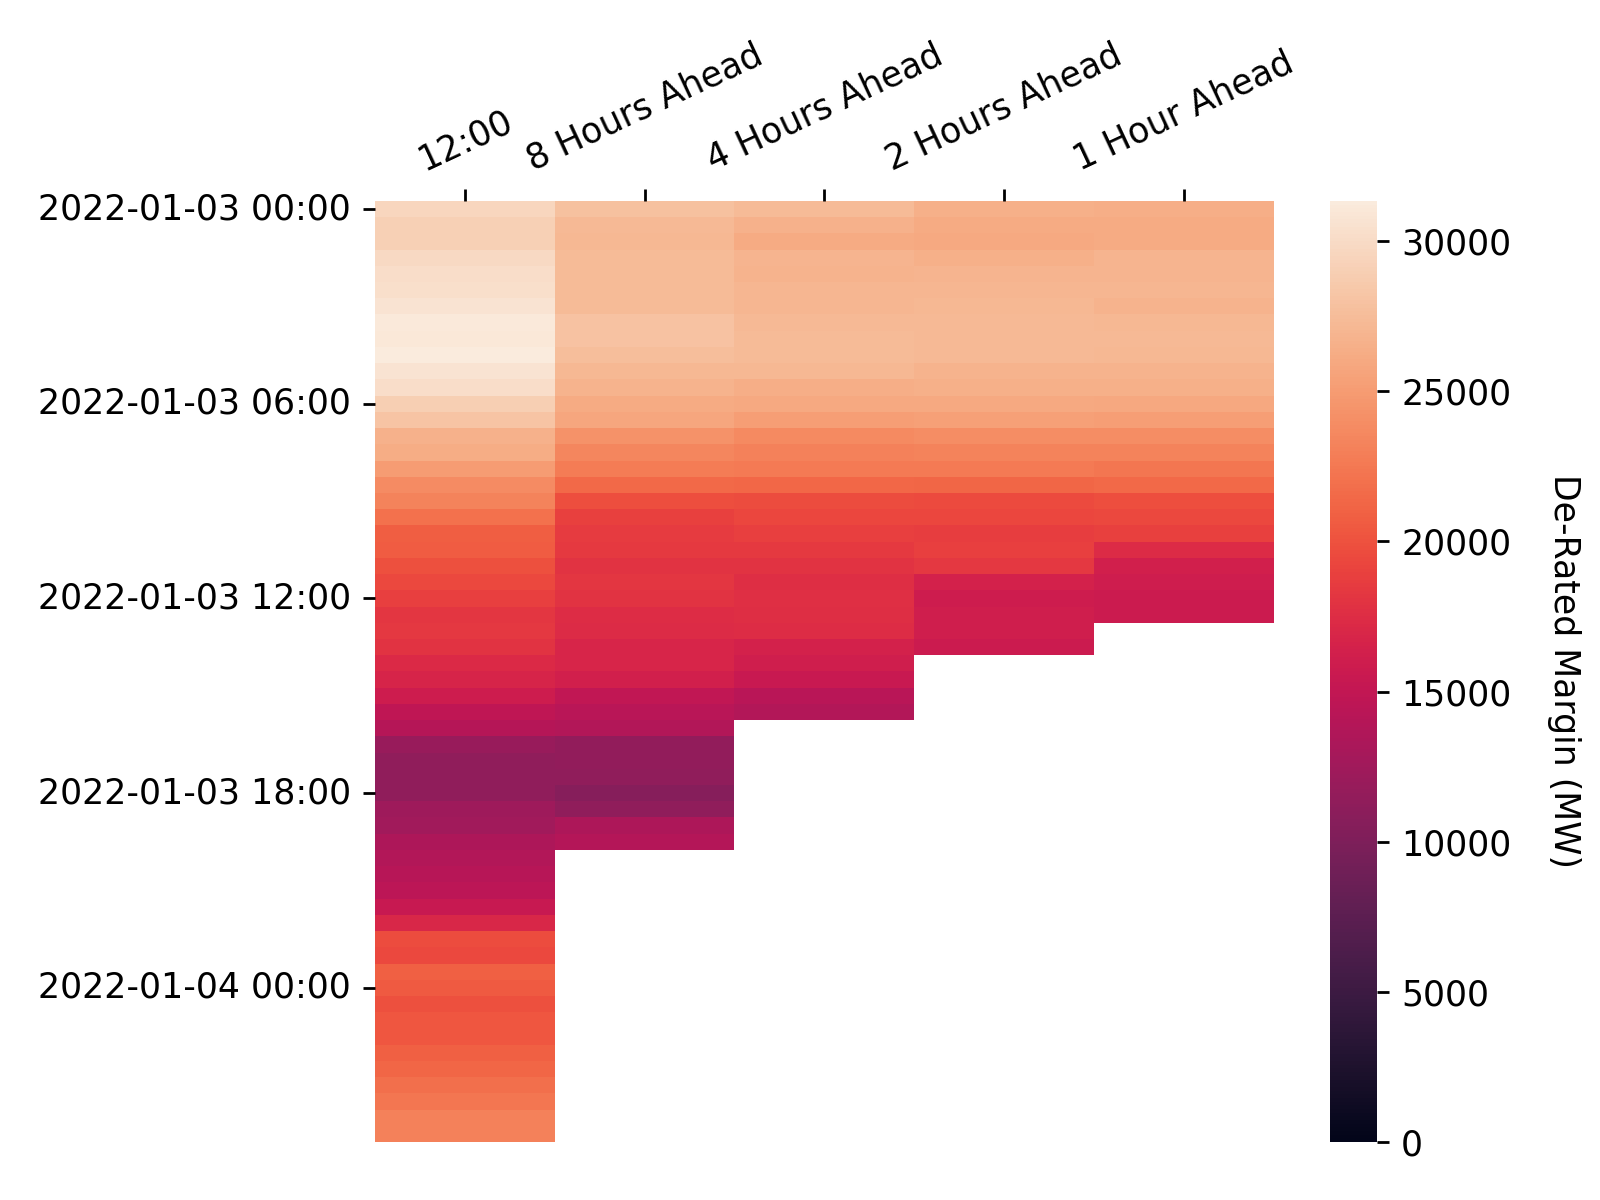 12:00
8 Hours Ahead
4 Hours Ahead
2 Hours Ahead
1 Hour Ahead
2022-01-03 00:00
2022-01-03 06:00
2022-01-03 12:00
2022-01-03 18:00
2022-01-04 00:00
30000
25000
20000
15000
10000
5000
0
De-Rated Margin (MW)